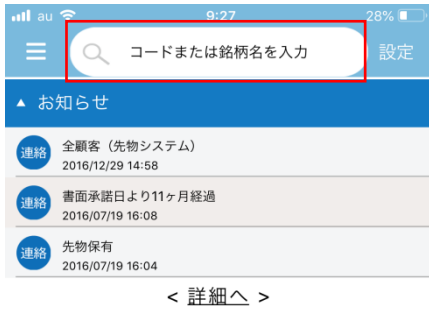 au 9:27 28%
コードまたは銘柄名を入力 設定
▲ お知らせ
連絡 全顧客（先物システム）
2016/12/29 14:58
連絡 書面承諾日より11ヶ月経過
2016/07/19 16:08
連絡 先物保有
2016/07/19 16:04
< 詳細へ >